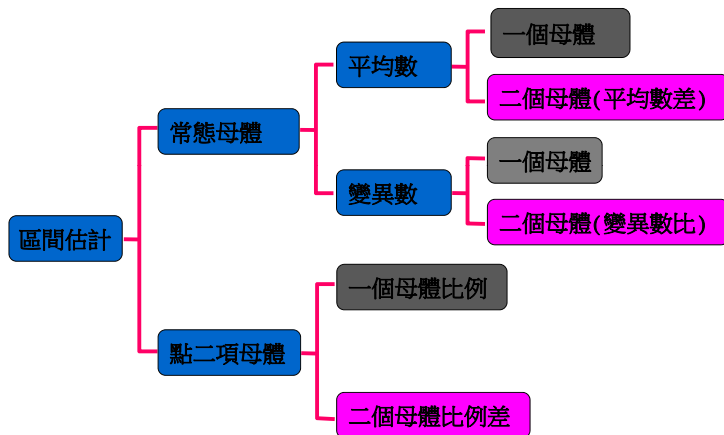 區間估計
常態母體
平均數
一個母體
二個母體(平均數差)
變異數
一個母體
二個母體(變異數比)
點二項母體
一個母體比例
二個母體比例差